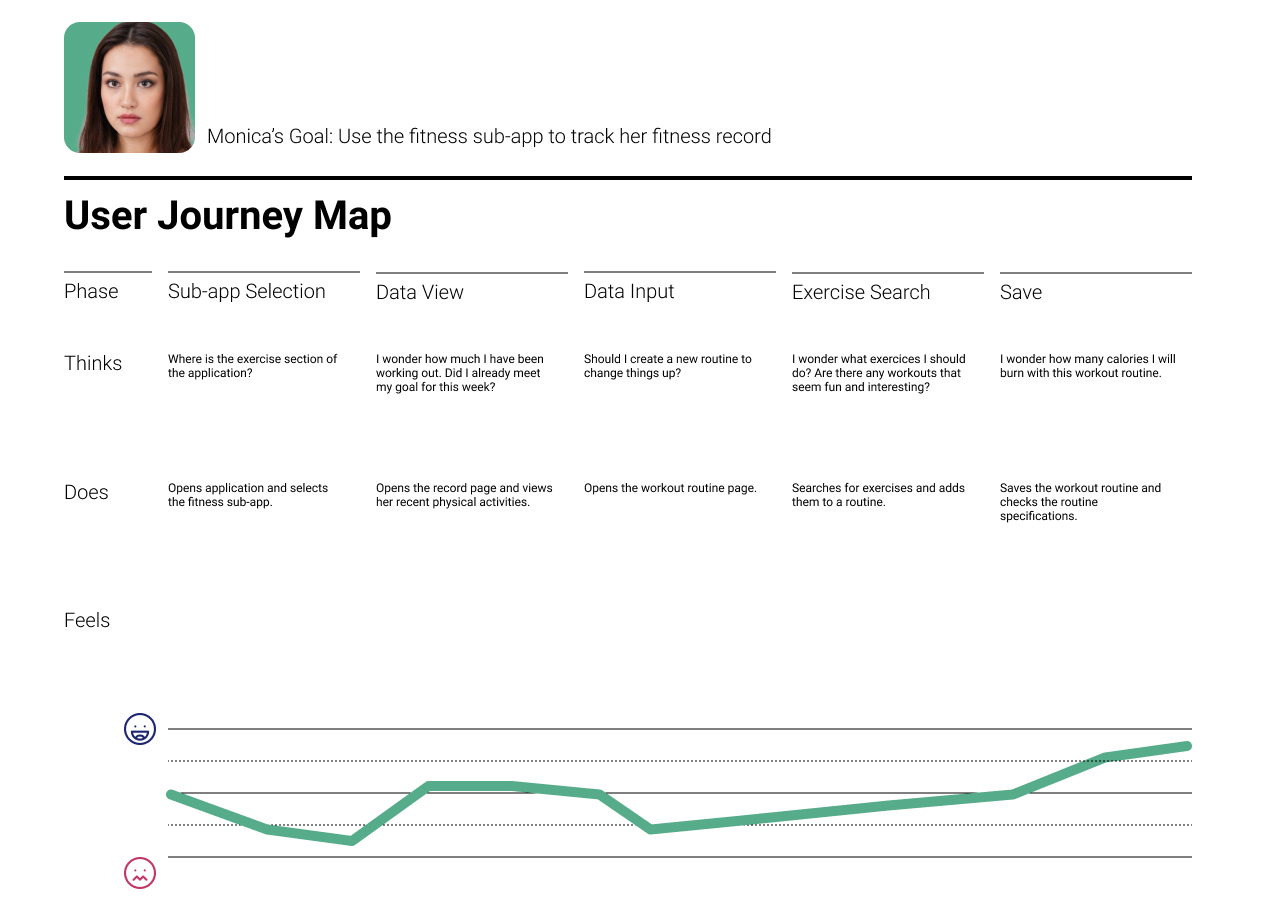 Monica’s Goal: Use the fitness sub-app to track her fitness record
User Journey Map
Phase
Sub-app Selection
Data View
Data Input
Exercise Search
Save
Thinks
Where is the exercise section of
the application?
I wonder how much I have been
working out. Did I already meet
my goal for this week?
Should I create a new routine to
change things up?
I wonder what exercices I should
do? Are there any workouts that
seem fun and interesting?
I wonder how many calories I will
burn with this workout routine.
Does
Opens application and selects
the fitness sub-app.
Opens the record page and views
her recent physical activities.
Opens the workout routine page.
Searches for exercises and adds
them to a routine.
Saves the workout routine and
checks the routine
specifications.
Feels